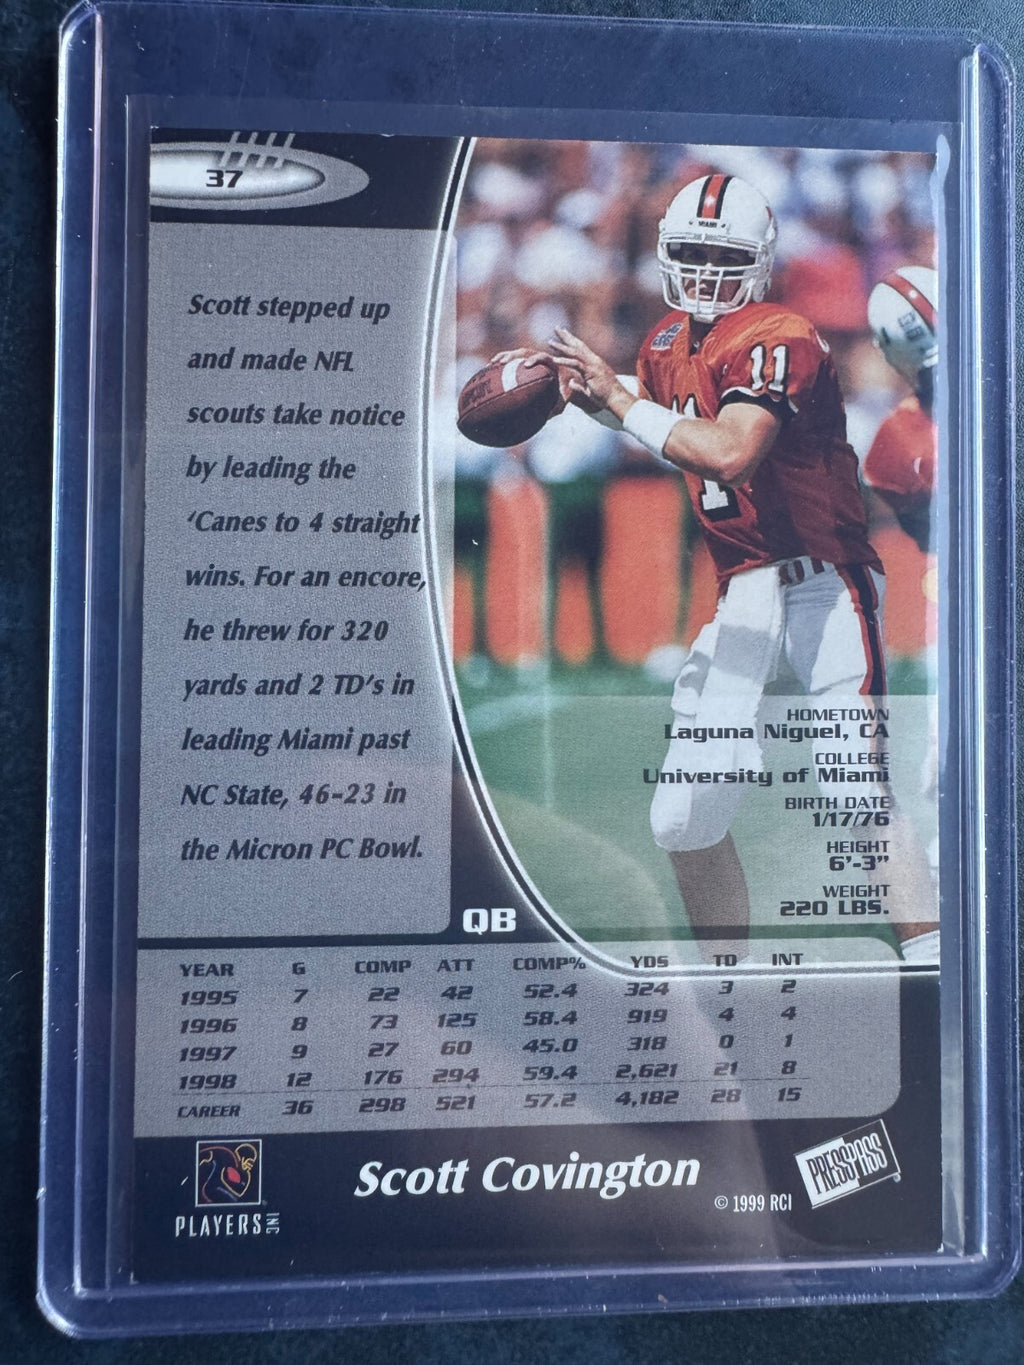 37
Scott stepped up
and made NFL
scouts take notice
by leading the
'Canes to 4 straight
wins. For an encore,
he threw for 320
yards and 2 TD's in
leading Miami past
NC State, 46-23 in
the Micron PC Bowl.
MIAMI
11
11
HOMETOWN
Laguna Niguel, CA
COLLEGE
University of Miami
BIRTH DATE
1/17/76
HEIGHT
6'-3"
WEIGHT
220 LBS.
QB
YEAR G COMP ATT COMP% YDS TD INT
1995 7 22 42 52.4 324 3 2
1996 8 73 125 58.4 919 4 4
1997 9 27 60 45.0 318 0 1
1998 12 176 294 59.4 2,621 21 8
CAREER 36 298 521 57.2 4,182 28 15
PLAYERS INC
Scott Covington
© 1999 RCI
PRESS PASS